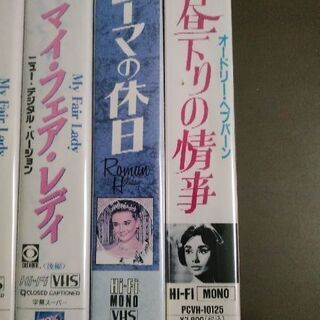 My Fair Lady
マイ・フェア・レディ
ニュー・デジタル・バージョン
My Fair Lady
CBS
〈後編〉
Hi-Fi
VHS
CLOSED CAPTIONED
字幕スーパー
ーマの休日
Roman
Hi-Fi
MONO
VHS
昼下りの情事
オードリー・ヘプバーン
HI-FI MONO
PCVH-10125